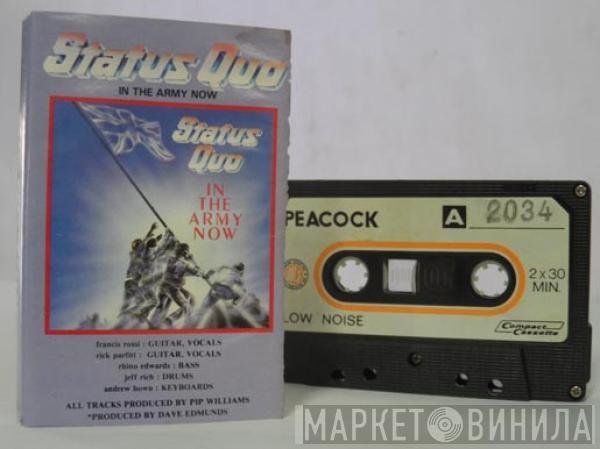 Status Quo
IN THE ARMY NOW
Status
Quo
IN
THE
ARMY
NOW
francis rossi : GUITAR, VOCALS
rick parfitt : GUITAR, VOCALS
rhino edwards : BASS
jeff rich : DRUMS
andrew bown : KEYBOARDS
ALL TRACKS PRODUCED BY PIP WILLIAMS
*PRODUCED BY DAVE EDMUNDS
PEACOCK A 2034
2 x 30
MIN.
LOW NOISE
Compact
Cassette
МАРКЕТ ВИНИЛА